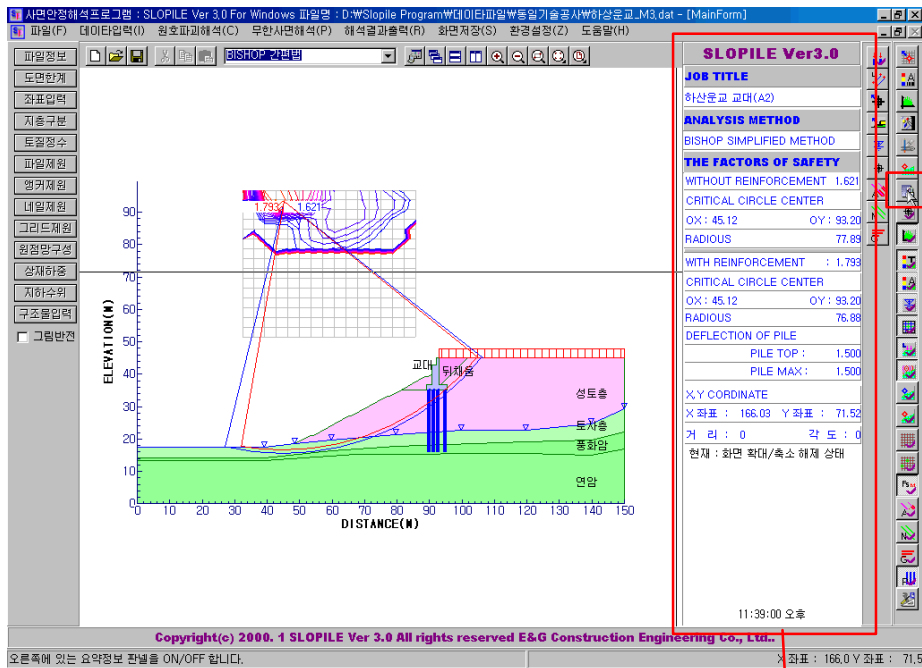 사면안정해석프로그램 : SLOPILE Ver 3.0 For Windows 파일명 : D:₩Slopile Program₩데이타파일₩동일기술공사₩하상운교_M3.dat - [MainForm]
파일(F) 데이타입력(I) 원호파괴해석(C) 무한사면해석(P) 해석결과출력(R) 화면저장(S) 환경설정(Z) 도움말(H)
BISHOP 간편법
파일정보
도면한계
좌표입력
지층구분
토질정수
파일제원
앵커제원
네일제원
그리드제원
원점망구성
상재하중
지하수위
구조물입력
그림반전
ELEVATION(M)
90
80
70
60
50
40
30
20
10
0
1.793 1.621
교대
뒤채움
성토층
토사층
풍화암
연암
0 10 20 30 40 50 60 70 80 90 100 110 120 130 140 150
DISTANCE(M)
SLOPILE Ver3.0
JOB TITLE
하산운교 교대(A2)
ANALYSIS METHOD
BISHOP SIMPLIFIED METHOD
THE FACTORS OF SAFETY
WITHOUT REINFORCEMENT 1.621
CRITICAL CIRCLE CENTER
OX : 45.12 OY : 93.20
RADIOUS 77.89
WITH REINFORCEMENT : 1.793
CRITICAL CIRCLE CENTER
OX : 45.12 OY : 93.20
RADIOUS 76.88
DEFLECTION OF PILE
PILE TOP : 1.500
PILE MAX : 1.500
X,Y CORDINATE
X 좌표 : 166.03 Y 좌표 : 71.52
거 리 : 0 각 도 : 0
현재 : 화면 확대/축소 해제 상태
11:39:00 오후
Copyright(c) 2000. 1 SLOPILE Ver 3.0 All rights reserved E&G Construction Engineering Co., Ltd..
오른쪽에 있는 요약정보 판넬을 ON/OFF 합니다.
X 좌표 : 166.0 Y 좌표 : 71.5